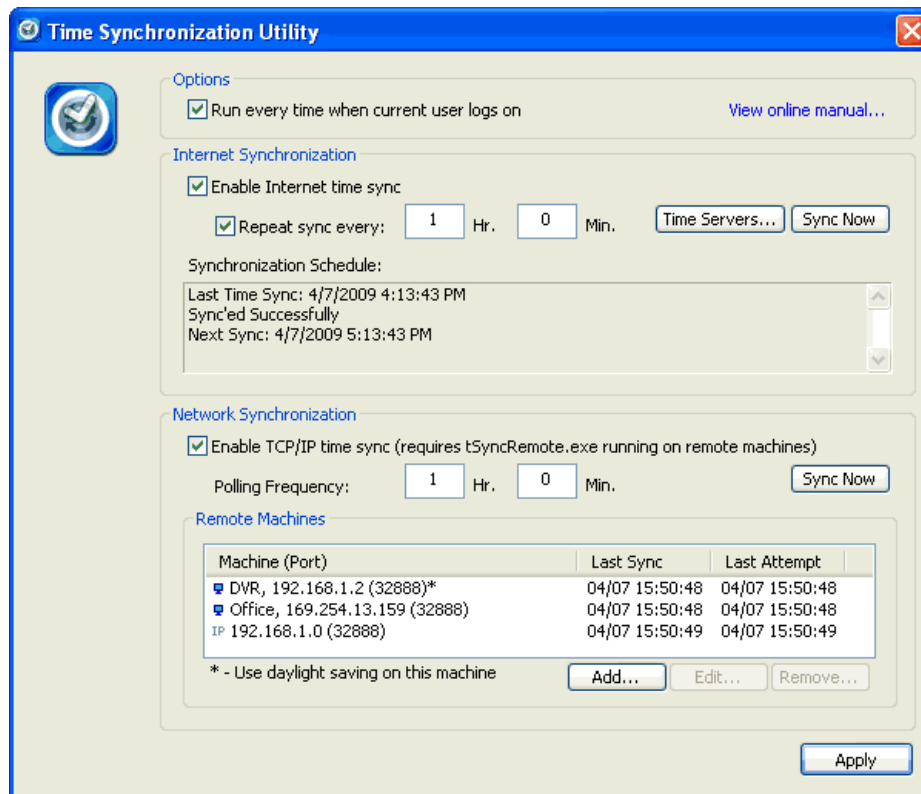 Time Synchronization Utility
Options
Run every time when current user logs on
View online manual...
Internet Synchronization
Enable Internet time sync
Repeat sync every: 1 Hr. 0 Min. Time Servers... Sync Now
Synchronization Schedule:
Last Time Sync: 4/7/2009 4:13:43 PM
Sync'ed Successfully
Next Sync: 4/7/2009 5:13:43 PM
Network Synchronization
Enable TCP/IP time sync (requires tSyncRemote.exe running on remote machines)
Polling Frequency: 1 Hr. 0 Min. Sync Now
Remote Machines
Machine (Port) Last Sync Last Attempt
DVR, 192.168.1.2 (32888)* 04/07 15:50:48 04/07 15:50:48
Office, 169.254.13.159 (32888) 04/07 15:50:48 04/07 15:50:48
IP 192.168.1.0 (32888) 04/07 15:50:49 04/07 15:50:49
* - Use daylight saving on this machine
Add... Edit... Remove...
Apply